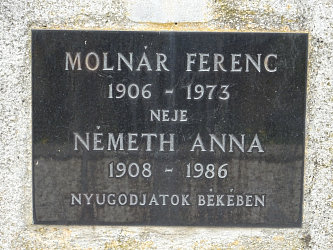 MOLNÁR FERENC
1906 - 1973
NEJE
NÉMETH ANNA
1908 - 1986
NYUGODJATOK BÉKÉBEN